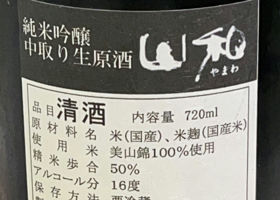 純米吟醸
中取り生原酒
山和
やまわ
品目 清酒 内容量 720ml
原材料名 米(国産)、米麹(国産米)
使用米 美山錦100%使用
精米歩合 50%
アルコール分 16度
保存方法 要冷蔵